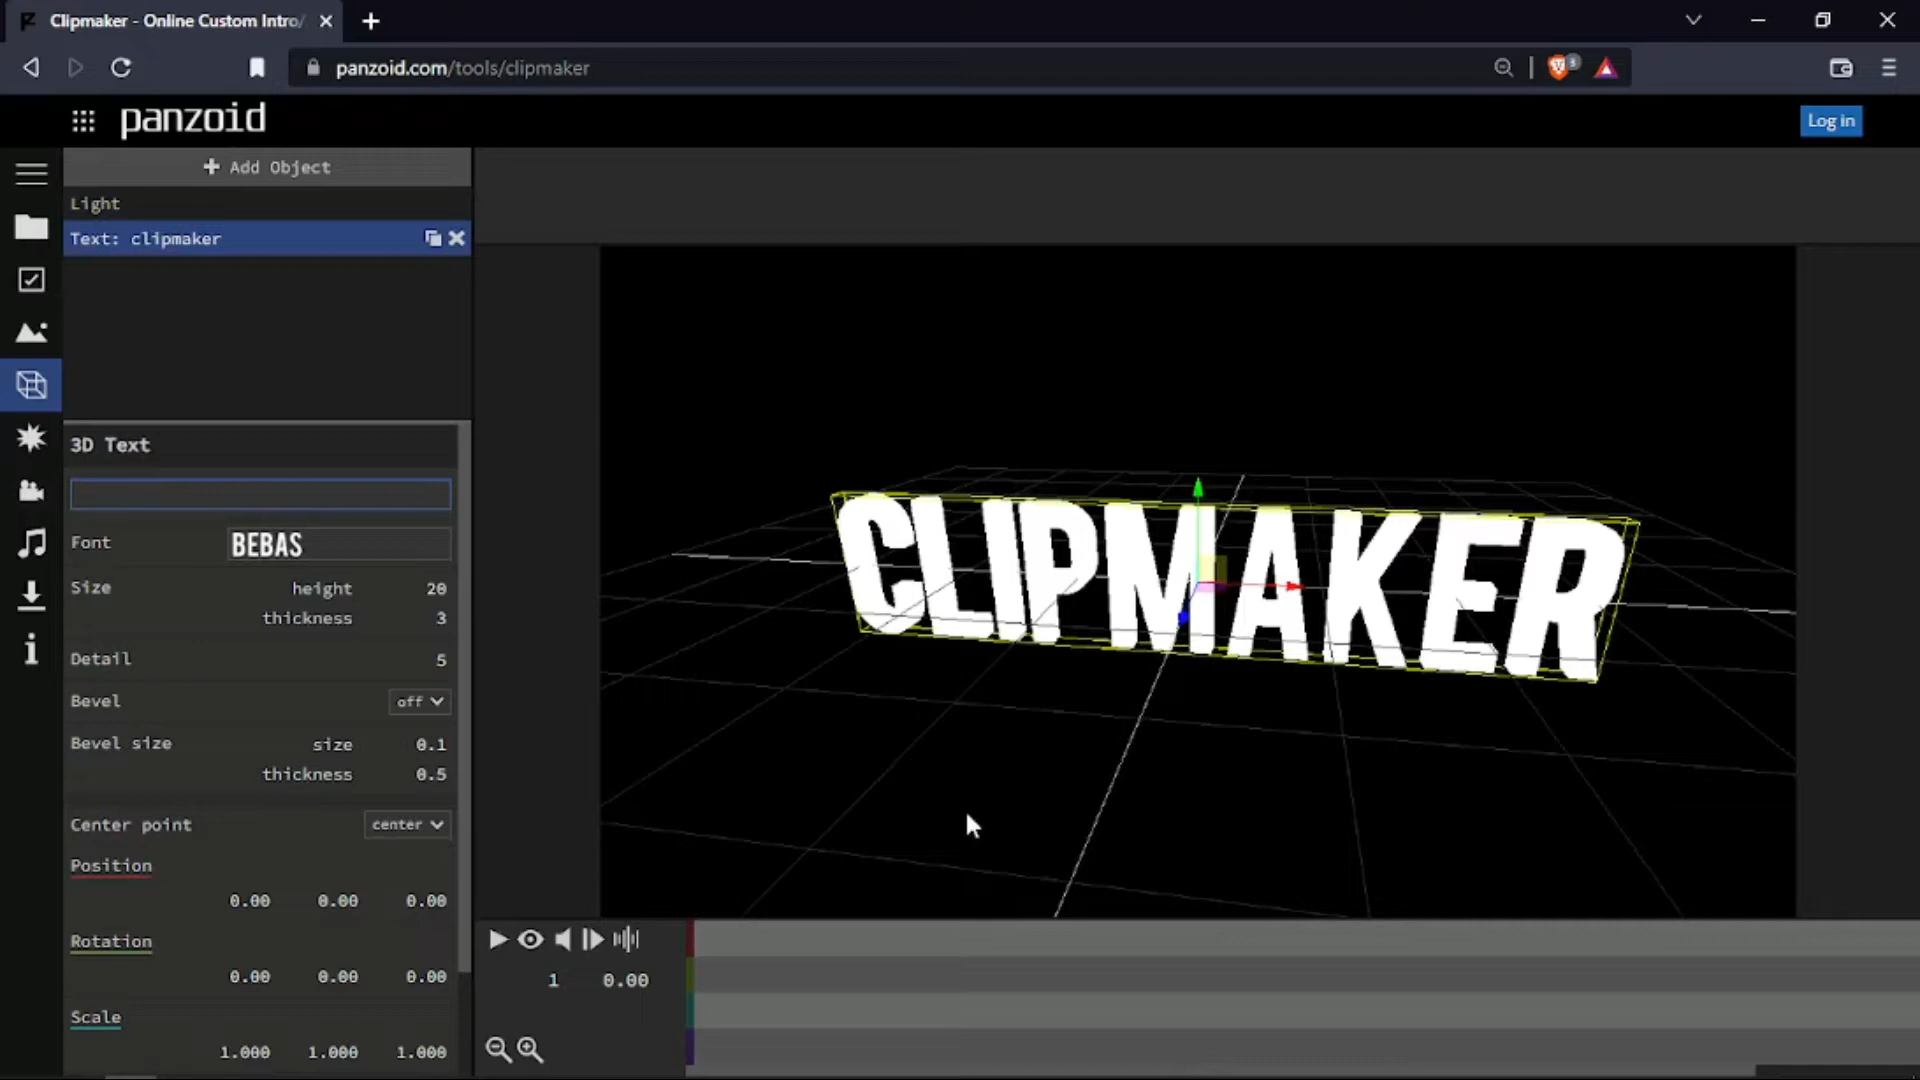 Clipmaker - Online Custom Intro/
panzoid.com/tools/clipmaker
3
panzoid
Log in
Add Object
Light
Text: clipmaker
3D Text
Font BEBAS
Size height 20
thickness 3
Detail 5
Bevel off
Bevel size size 0.1
thickness 0.5
Center point center
Position
0.00 0.00 0.00
Rotation
0.00 0.00 0.00
Scale
1.000 1.000 1.000
CLIPMAKER
1 0.00